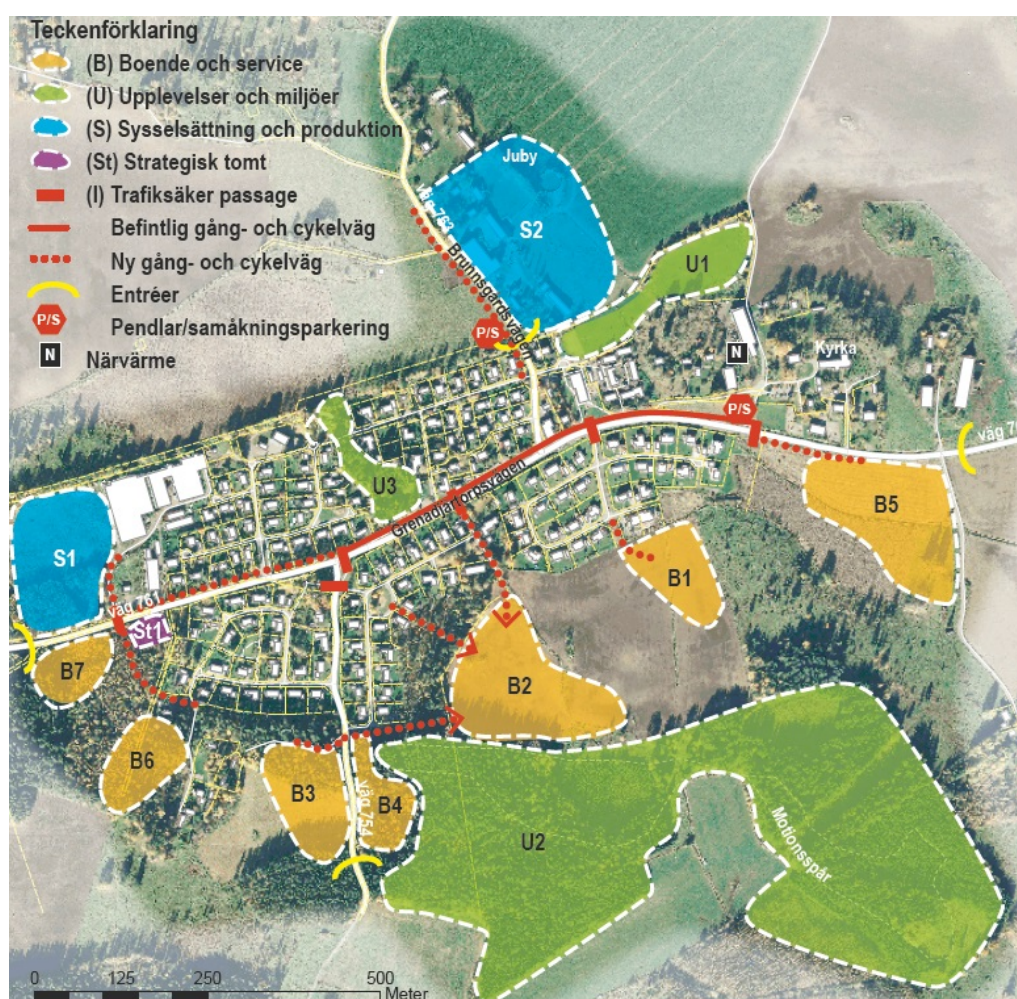 Teckenförklaring
(B) Boende och service
(U) Upplevelser och miljöer
(S) Sysselsättning och produktion
(St) Strategisk tomt
(I) Trafiksäker passage
Befintlig gång- och cykelväg
Ny gång- och cykelväg
Entréer
P/S
Pendlar/samåkningsparkering
N
Närvärme
Juby
S2
väg 763
Brunnsgårdsvägen
U1
P/S
N
Kyrka
P/S
väg 7
U3
Grenadjärtorpsvägen
B5
S1
B1
väg 761
St1
B7
B2
B6
B3
väg 754
B4
U2
Motionsspår
0 125 250 500
Meter